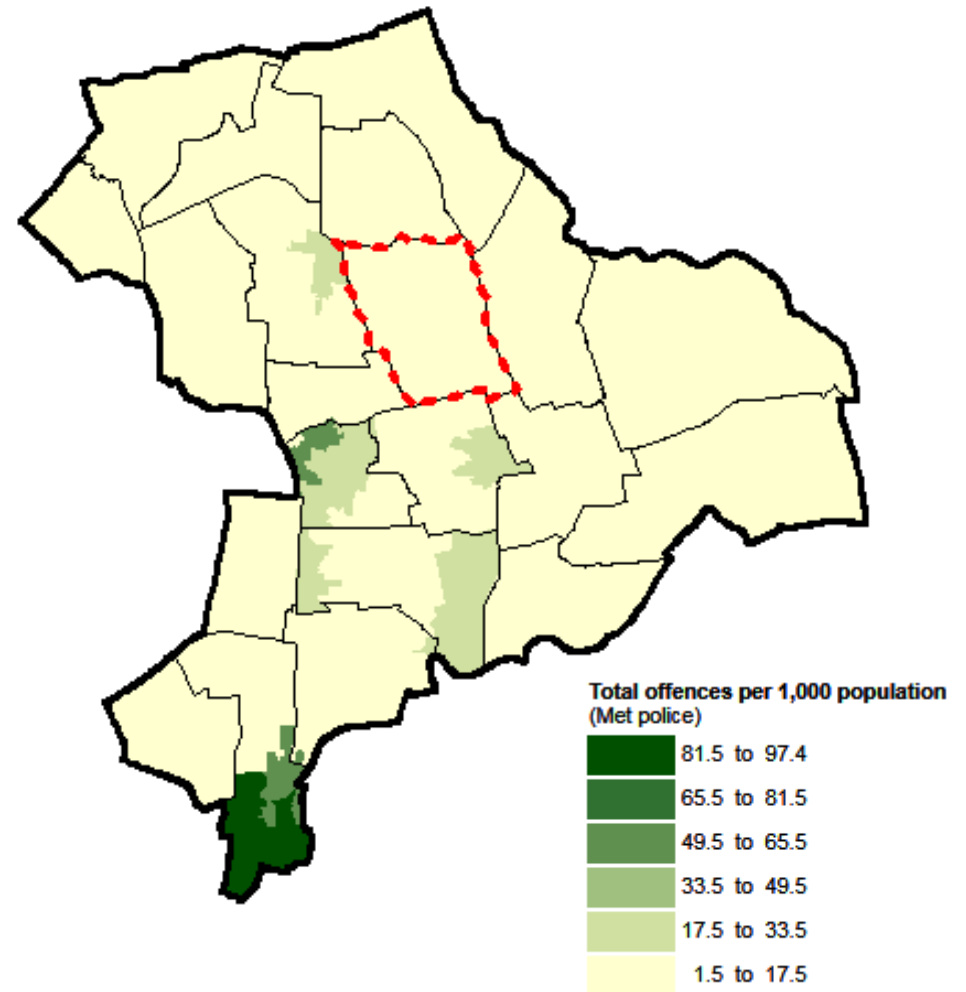 Total offences per 1,000 population
(Met police)
81.5 to 97.4
65.5 to 81.5
49.5 to 65.5
33.5 to 49.5
17.5 to 33.5
1.5 to 17.5